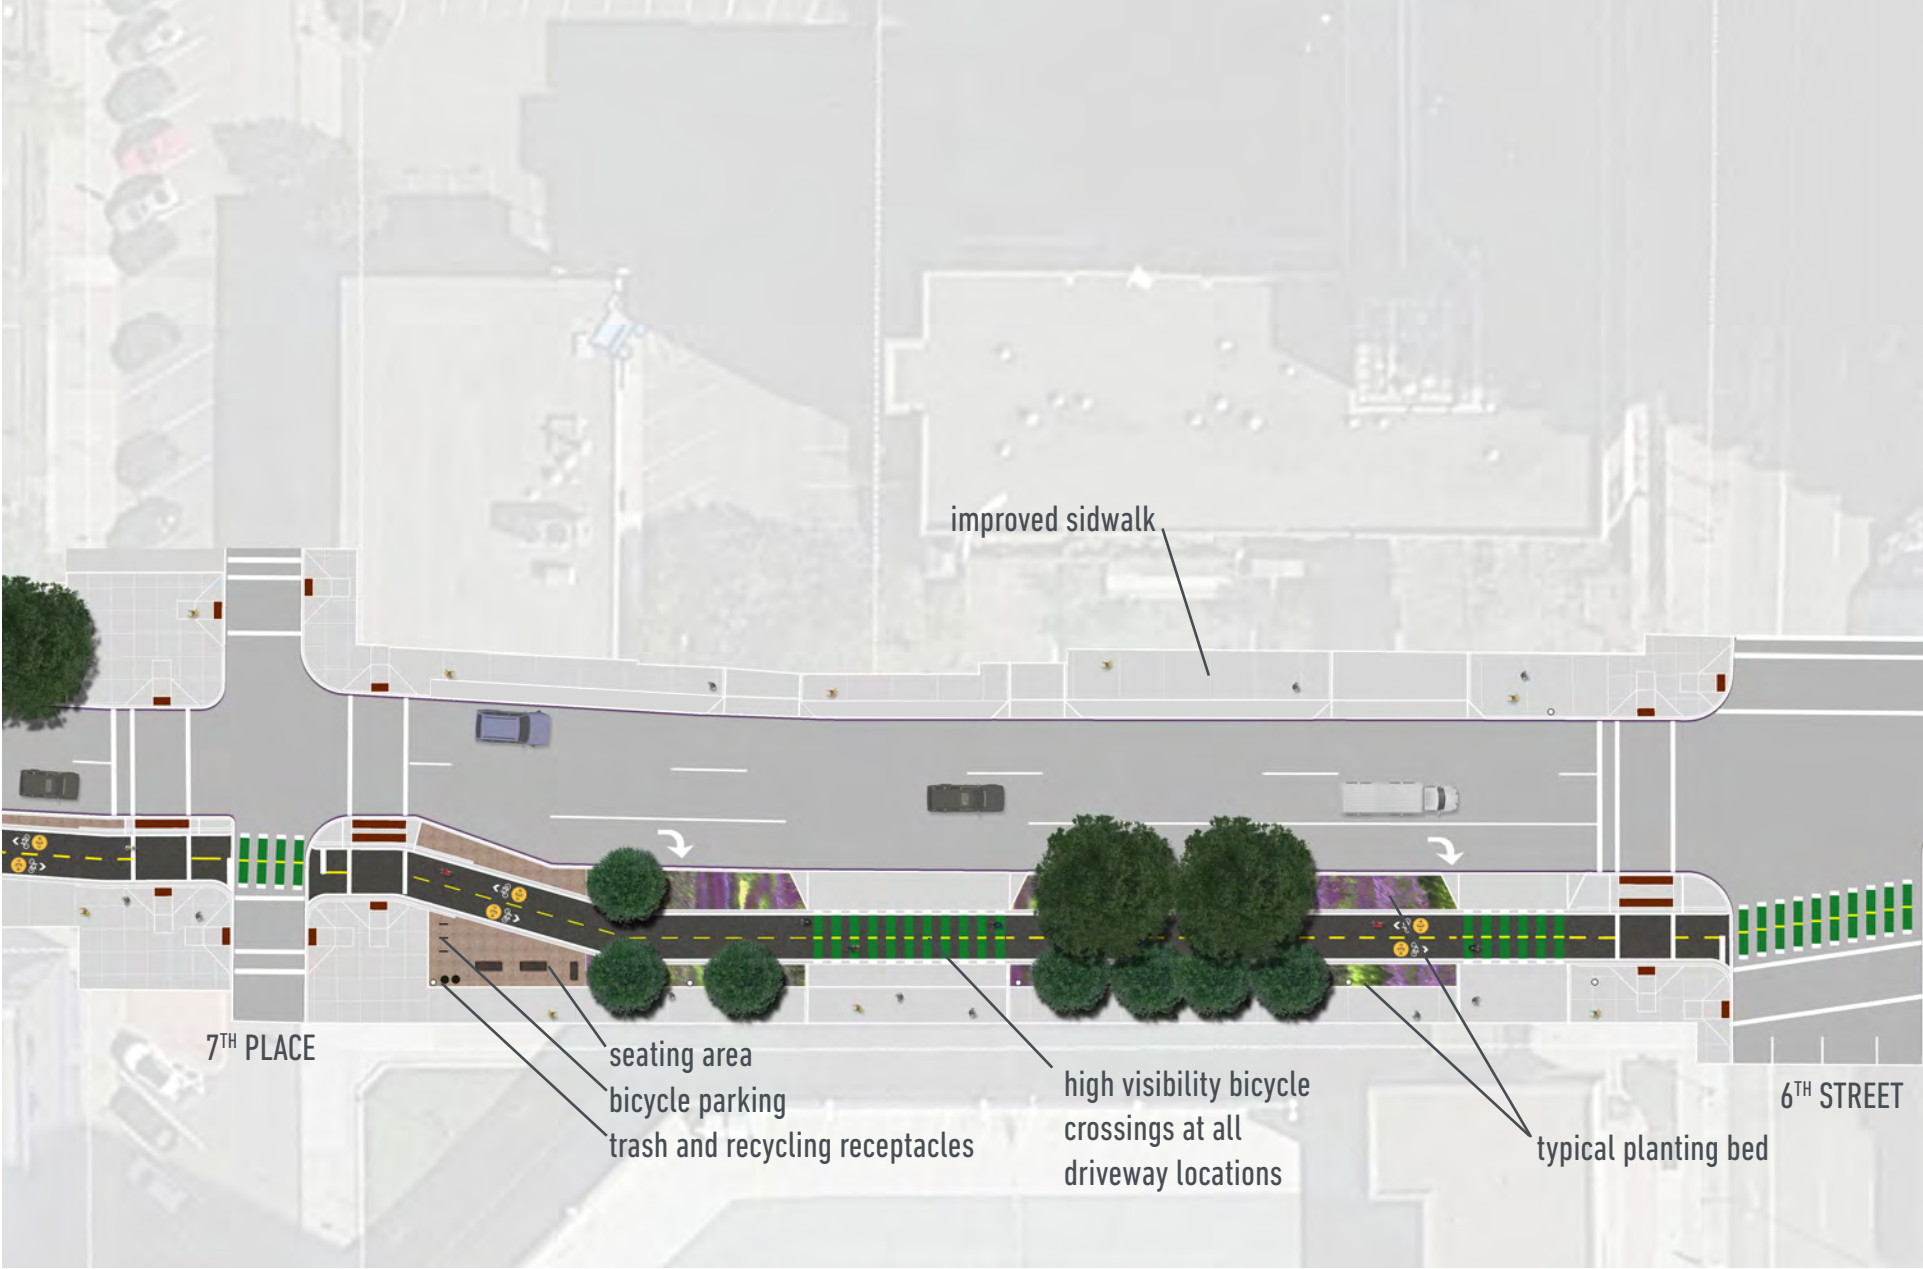 improved sidwalk
7TH PLACE
seating area
bicycle parking
trash and recycling receptacles
high visibility bicycle
crossings at all
driveway locations
6TH STREET
typical planting bed